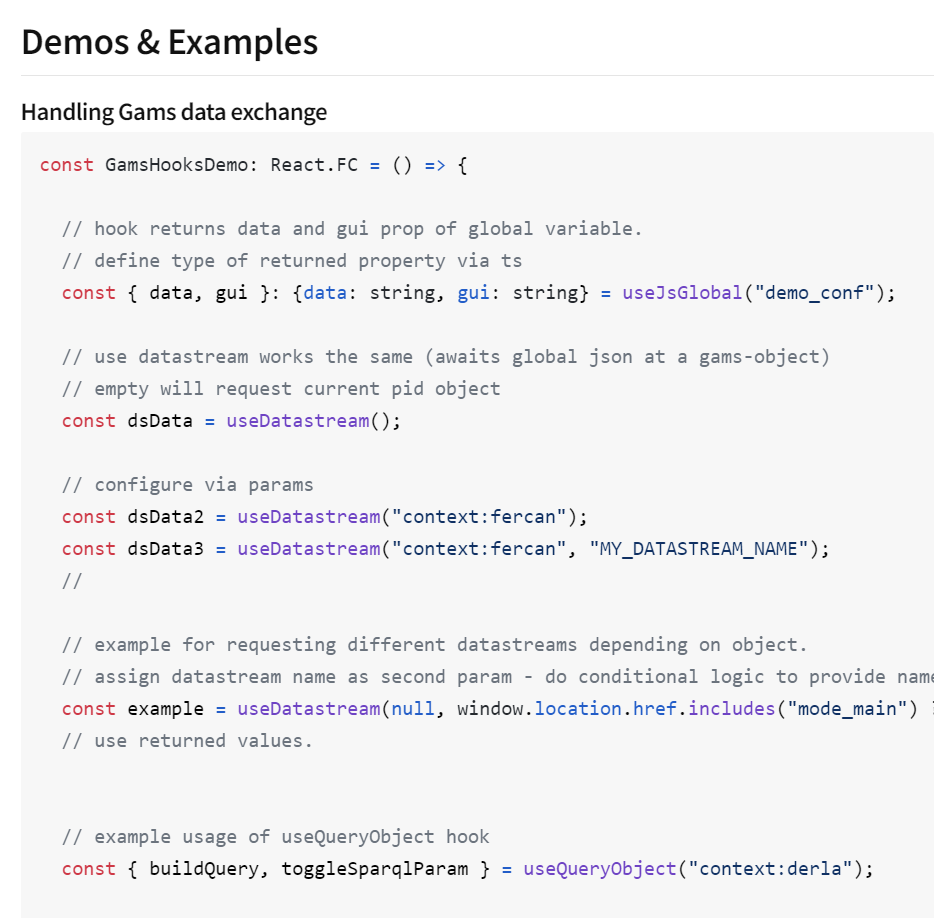 Demos & Examples
Handling Gams data exchange
const GamsHooksDemo: React.FC = () => {
// hook returns data and gui prop of global variable.
// define type of returned property via ts
const { data, gui }: {data: string, gui: string} = useJsGlobal("demo_conf");
// use datastream works the same (awaits global json at a gams-object)
// empty will request current pid object
const dsData = useDatastream();
// configure via params
const dsData2 = useDatastream("context:fercan");
const dsData3 = useDatastream("context:fercan", "MY_DATASTREAM_NAME");
//
// example for requesting different datastreams depending on object.
// assign datastream name as second param - do conditional logic to provide name
const example = useDatastream(null, window.location.href.includes("mode_main")
// use returned values.
// example usage of useQueryObject hook
const { buildQuery, toggleSparqlParam } = useQueryObject("context:derla");